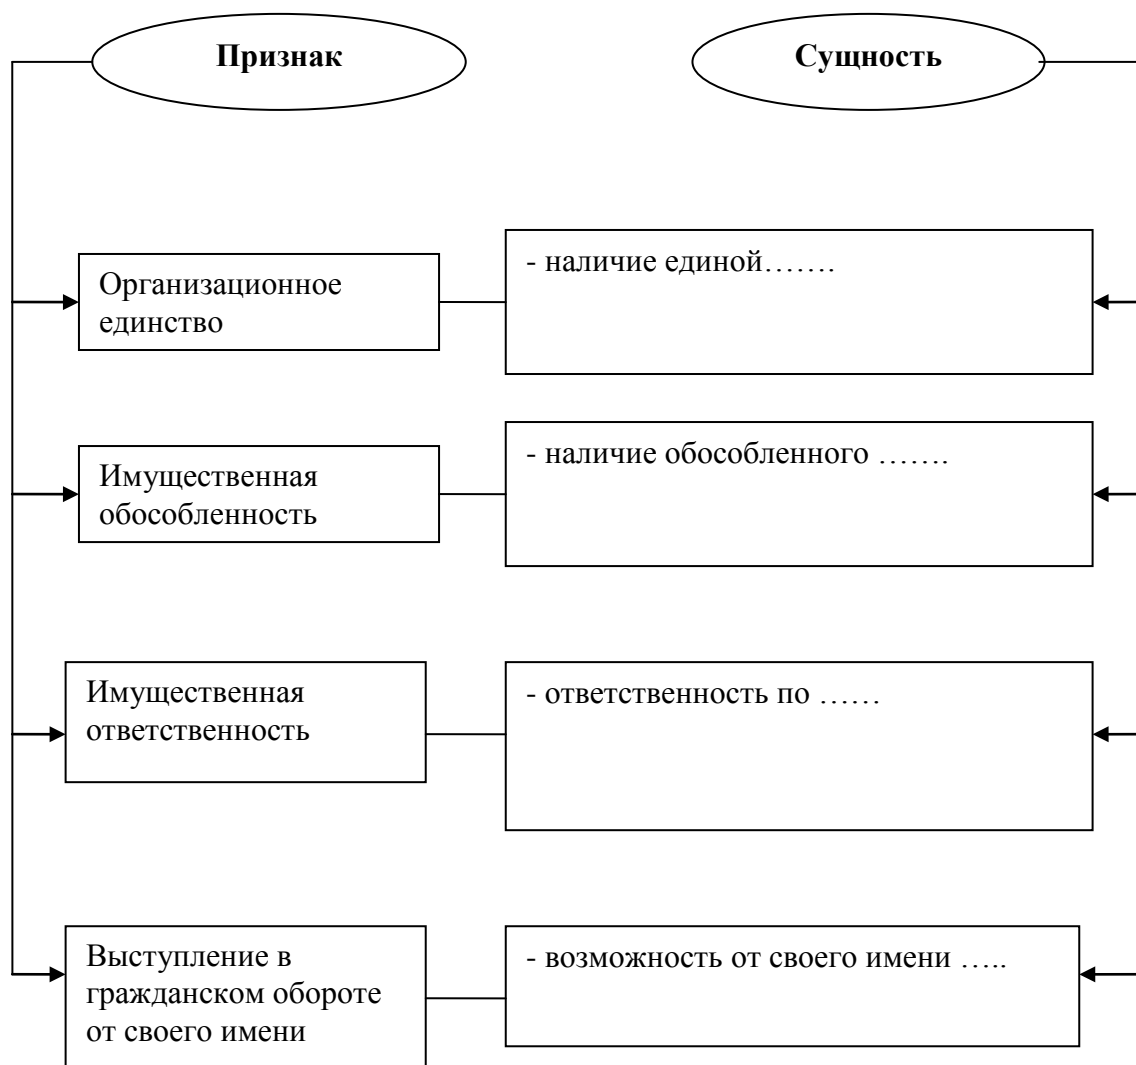 Признак
Сущность
Организационное
единство
- наличие единой…….
Имущественная
обособленность
- наличие обособленного …….
Имущественная
ответственность
- ответственность по ……
Выступление в
гражданском обороте
от своего имени
- возможность от своего имени …..